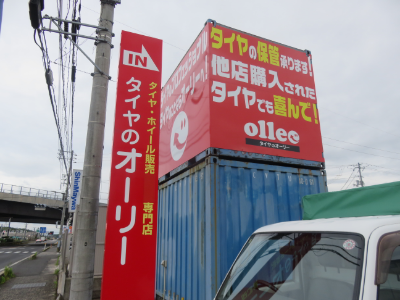 IN
タイヤ・ホイール販売
専門店
タイヤのオーリー
タイヤの保管承ります!
他店購入された
タイヤでも喜んで!
ollee
タイヤのオーリー